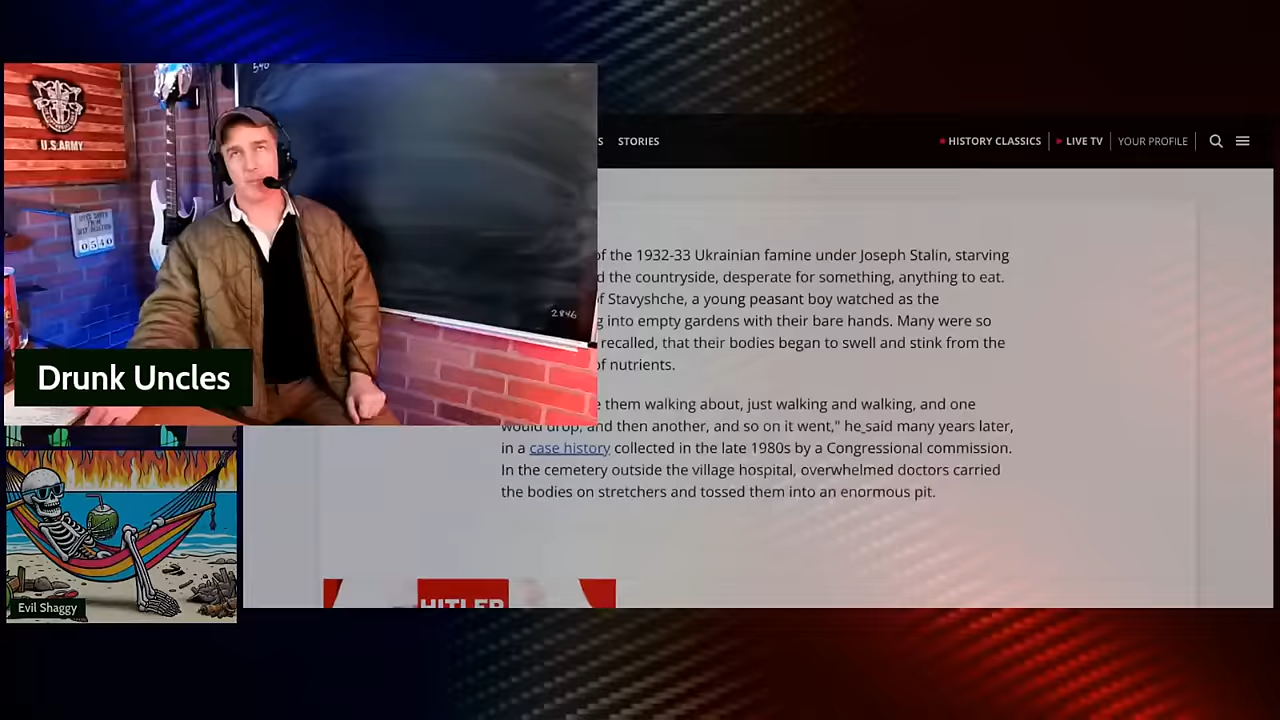 540
U.S.ARMY
0540
2846
Drunk Uncles
Evil Shaggy
S STORIES
HISTORY CLASSICS
LIVE TV
YOUR PROFILE
of the 1932-33 Ukrainian famine under Joseph Stalin, starving
d the countryside, desperate for something, anything to eat.
of Stavyshche, a young peasant boy watched as the
g into empty gardens with their bare hands. Many were so
recalled, that their bodies began to swell and stink from the
of nutrients.
e them walking about, just walking and walking, and one
would drop, and then another, and so on it went," he said many years later,
in a case history collected in the late 1980s by a Congressional commission.
In the cemetery outside the village hospital, overwhelmed doctors carried
the bodies on stretchers and tossed them into an enormous pit.
HITLER